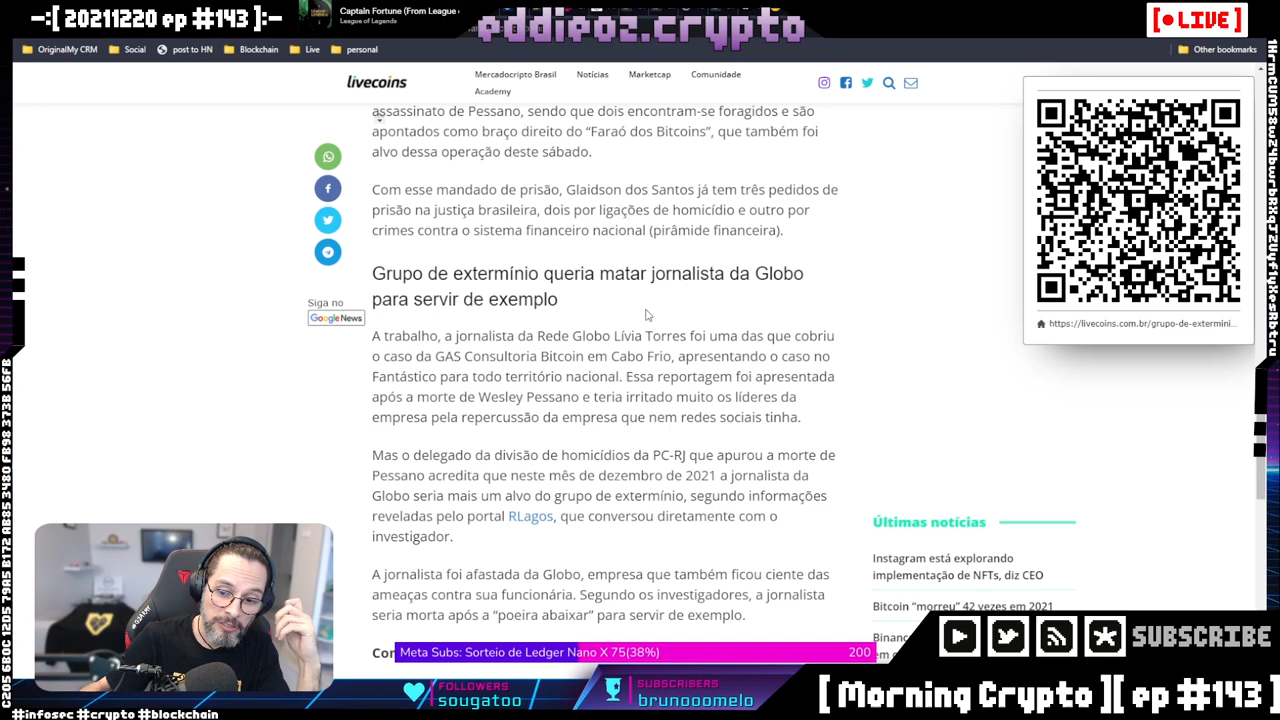 ~:[ 20211220 ep #143 ]:~
Captain Fortune (From League of
League of Legends
eddieoz.crypto
[●LIVE]
OriginalMy CRM
Social
post to HN
Blockchain
Live
personal
Other bookmarks
livecoins
Mercadocripto Brasil
Notícias
Marketcap
Comunidade
Academy
assassinato de Pessano, sendo que dois encontram-se foragidos e são
apontados como braço direito do “Faraó dos Bitcoins”, que também foi
alvo dessa operação deste sábado.
Com esse mandado de prisão, Glaidson dos Santos já tem três pedidos de
prisão na justiça brasileira, dois por ligações de homicídio e outro por
crimes contra o sistema financeiro nacional (pirâmide financeira).
Grupo de extermínio queria matar jornalista da Globo
para servir de exemplo
Siga no
Google News
A trabalho, a jornalista da Rede Globo Lívia Torres foi uma das que cobriu
o caso da GAS Consultoria Bitcoin em Cabo Frio, apresentando o caso no
Fantástico para todo território nacional. Essa reportagem foi apresentada
após a morte de Wesley Pessano e teria irritado muito os líderes da
empresa pela repercussão da empresa que nem redes sociais tinha.
Mas o delegado da divisão de homicídios da PC-RJ que apurou a morte de
Pessano acredita que neste mês de dezembro de 2021 a jornalista da
Globo seria mais um alvo do grupo de extermínio, segundo informações
reveladas pelo portal RLagos, que conversou diretamente com o
investigador.
A jornalista foi afastada da Globo, empresa que também ficou ciente das
ameaças contra sua funcionária. Segundo os investigadores, a jornalista
seria morta após a “poeira abaixar” para servir de exemplo.
https://livecoins.com.br/grupo-de-extermini...
Últimas notícias
Instagram está explorando
implementação de NFTs, diz CEO
Bitcoin “morreu” 42 vezes em 2021
Meta Subs: Sorteio de Ledger Nano X 75(38%)
200
FOLLOWERS
sougatoo
SUBSCRIBERS
brunooomelo
SUBSCRIBE
[ Morning Crypto ][ ep #143 ]
#infosec #crypto #blockchain